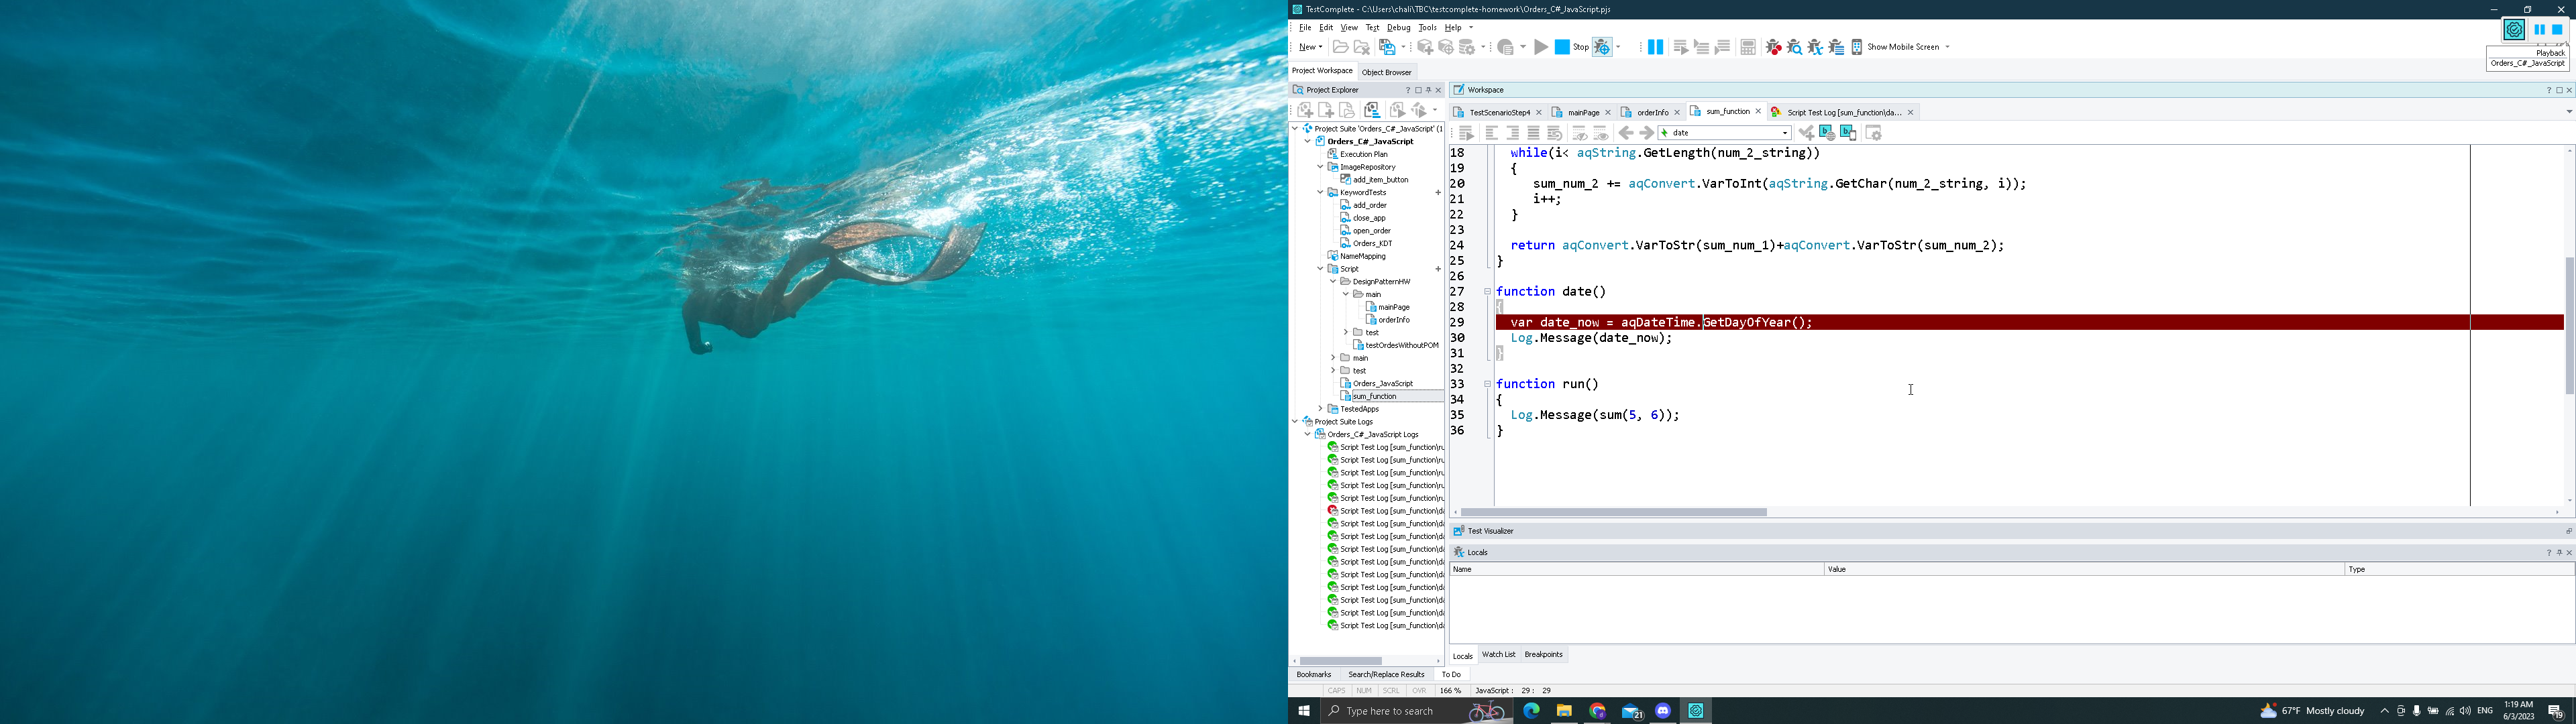 TestComplete - C:\Users\chali\TBC\testcomplete-homework\Orders_C#_JavaScript.pjs
File Edit View Test Debug Tools Help
New Stop Show Mobile Screen
Playback
Orders_C#_JavaScript
Project Workspace Object Browser
Project Explorer
Project Suite 'Orders_C#_JavaScript' (1
Orders_C#_JavaScript
Execution Plan
ImageRepository
add_item_button
KeywordTests
add_order
close_app
open_order
Orders_KDT
NameMapping
Script
DesignPatternHW
main
mainPage
orderInfo
test
testOrdesWithoutPOM
main
test
Orders_JavaScript
sum_function
TestedApps
Project Suite Logs
Orders_C#_JavaScript Logs
Script Test Log [sum_function\ru
Script Test Log [sum_function\ru
Script Test Log [sum_function\ru
Script Test Log [sum_function\ru
Script Test Log [sum_function\ru
Script Test Log [sum_function\da
Script Test Log [sum_function\da
Script Test Log [sum_function\da
Script Test Log [sum_function\da
Script Test Log [sum_function\da
Script Test Log [sum_function\da
Script Test Log [sum_function\da
Script Test Log [sum_function\da
Script Test Log [sum_function\da
Script Test Log [sum_function\da
Workspace
TestScenarioStep4 mainPage orderInfo sum_function Script Test Log [sum_function\da...
date
18 while(i< aqString.GetLength(num_2_string))
19 {
20 sum_num_2 += aqConvert.VarToInt(aqString.GetChar(num_2_string, i));
21 i++;
22 }
23
24 return aqConvert.VarToStr(sum_num_1)+aqConvert.VarToStr(sum_num_2);
25 }
26
27 function date()
28 {
29 var date_now = aqDateTime.GetDayOfYear();
30 Log.Message(date_now);
31 }
32
33 function run()
34 {
35 Log.Message(sum(5, 6));
36 }
Test Visualizer
Locals
Name Value Type
Locals Watch List Breakpoints
Bookmarks Search/Replace Results To Do
CAPS NUM SCRL OVR 166 % JavaScript : 29 : 29
Type here to search
21
67°F Mostly cloudy
ENG
1:19 AM
6/3/2023
19